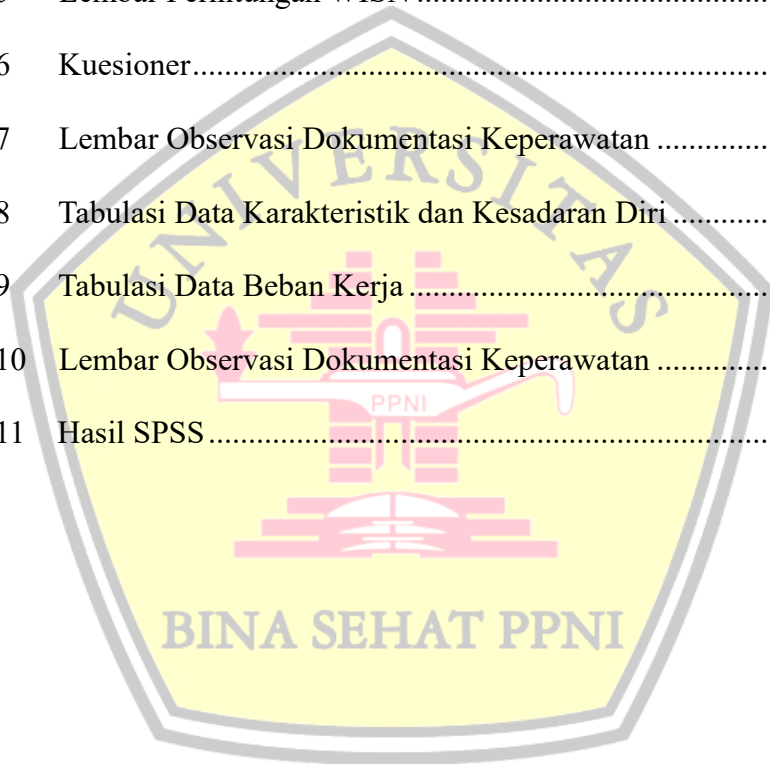 Lembar Perhitungan WISN
6 Kuesioner
7 Lembar Observasi Dokumentasi Keperawatan
8 Tabulasi Data Karakteristik dan Kesadaran Diri
9 Tabulasi Data Beban Kerja
10 Lembar Observasi Dokumentasi Keperawatan
11 Hasil SPSS
UNIVERSITAS
PPNI
BINA SEHAT PPNI